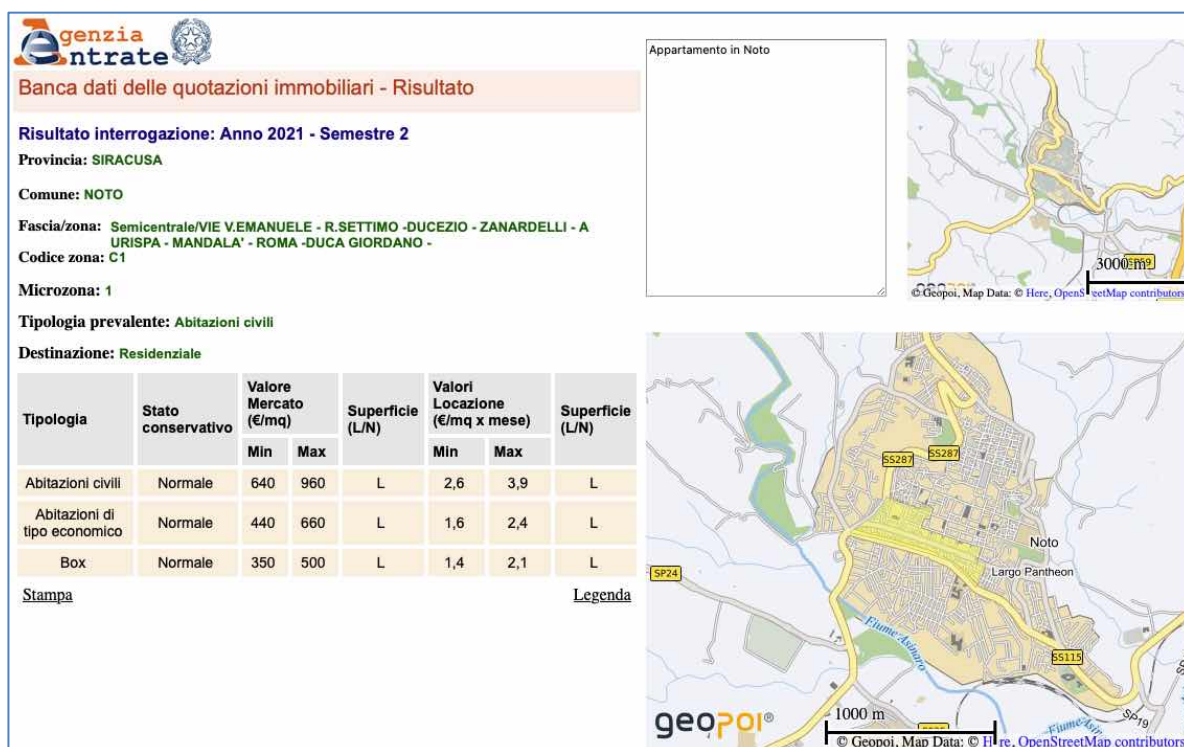 Agenzia
Entrate
Banca dati delle quotazioni immobiliari - Risultato
Risultato interrogazione: Anno 2021 - Semestre 2
Provincia: SIRACUSA
Comune: NOTO
Fascia/zona: Semicentrale/VIE V.EMANUELE - R.SETTIMO -DUCEZIO - ZANARDELLI - A
URISPA - MANDALA' - ROMA -DUCA GIORDANO -
Codice zona: C1
Microzona: 1
Tipologia prevalente: Abitazioni civili
Destinazione: Residenziale
Tipologia Stato conservativo Valore Mercato (€/mq) Superficie (L/N) Valori Locazione (€/mq x mese) Superficie (L/N)
Min Max Min Max
Abitazioni civili Normale 640 960 L 2,6 3,9 L
Abitazioni di tipo economico Normale 440 660 L 1,6 2,4 L
Box Normale 350 500 L 1,4 2,1 L
Stampa Legenda
Appartamento in Noto
3000 m
© Geopoi, Map Data: © Here, OpenStreetMap contributors
SS287
SS287
Noto
Largo Pantheon
SP24
Fiume Asinaro
SS115
SP19
Fiume Asinaro
geopoi®
1000 m
© Geopoi, Map Data: © Here, OpenStreetMap contributors